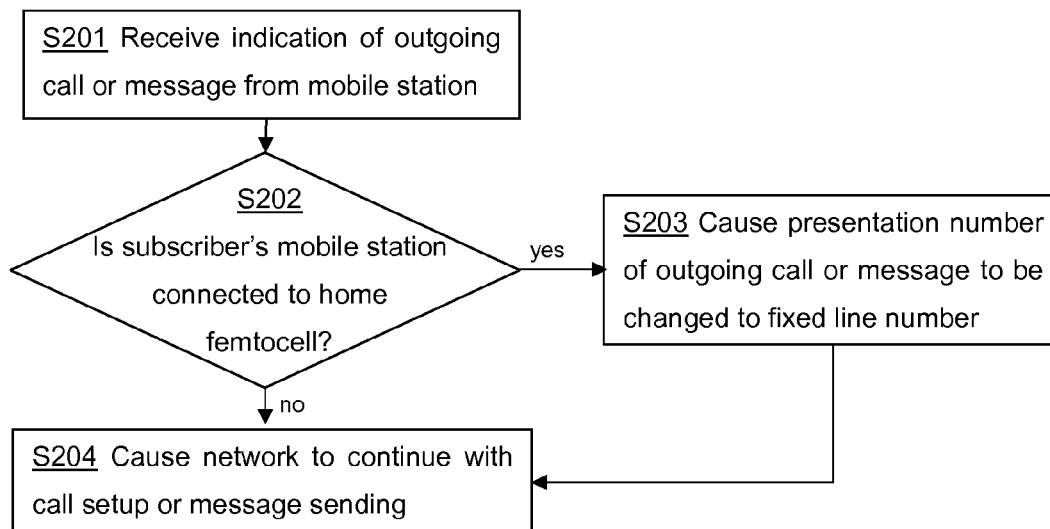 S201 Receive indication of outgoing
call or message from mobile station
S202
Is subscriber's mobile station
connected to home
femtocell?
yes
S203 Cause presentation number
of outgoing call or message to be
changed to fixed line number
no
S204 Cause network to continue with
call setup or message sending